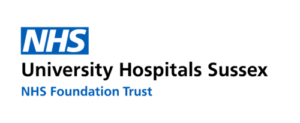 NHS
University Hospitals Sussex
NHS Foundation Trust